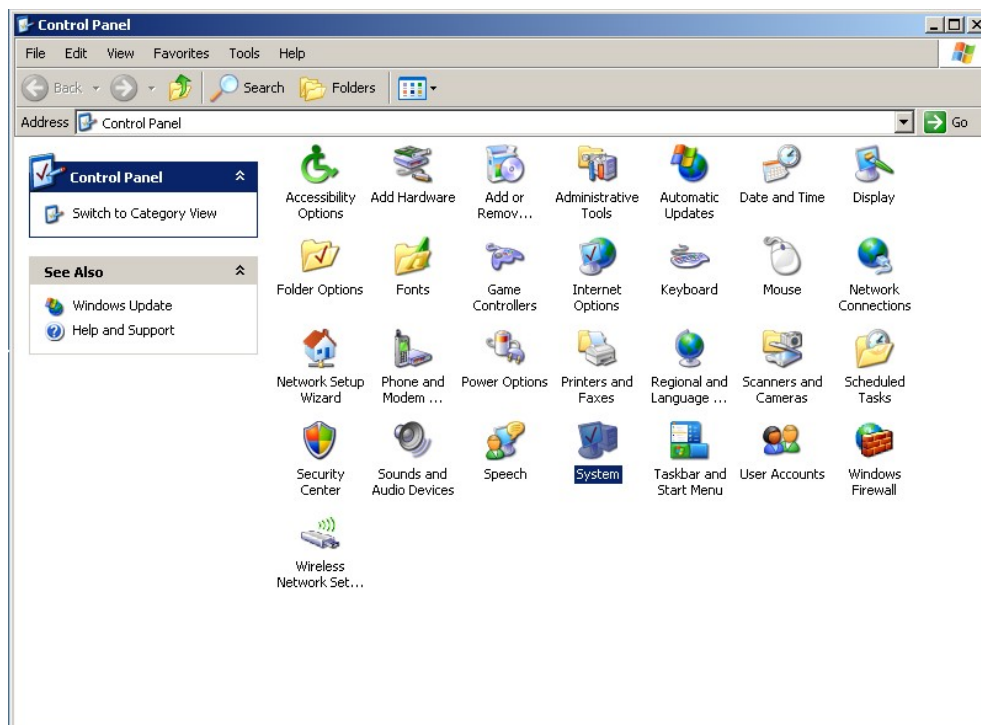 Control Panel
File Edit View Favorites Tools Help
Back Search Folders
Address Control Panel Go
Control Panel
Switch to Category View
See Also
Windows Update
Help and Support
Accessibility Options
Add Hardware
Add or Remov...
Administrative Tools
Automatic Updates
Date and Time
Display
Folder Options
Fonts
Game Controllers
Internet Options
Keyboard
Mouse
Network Connections
Network Setup Wizard
Phone and Modem ...
Power Options
Printers and Faxes
Regional and Language ...
Scanners and Cameras
Scheduled Tasks
Security Center
Sounds and Audio Devices
Speech
System
Taskbar and Start Menu
User Accounts
Windows Firewall
Wireless Network Set...